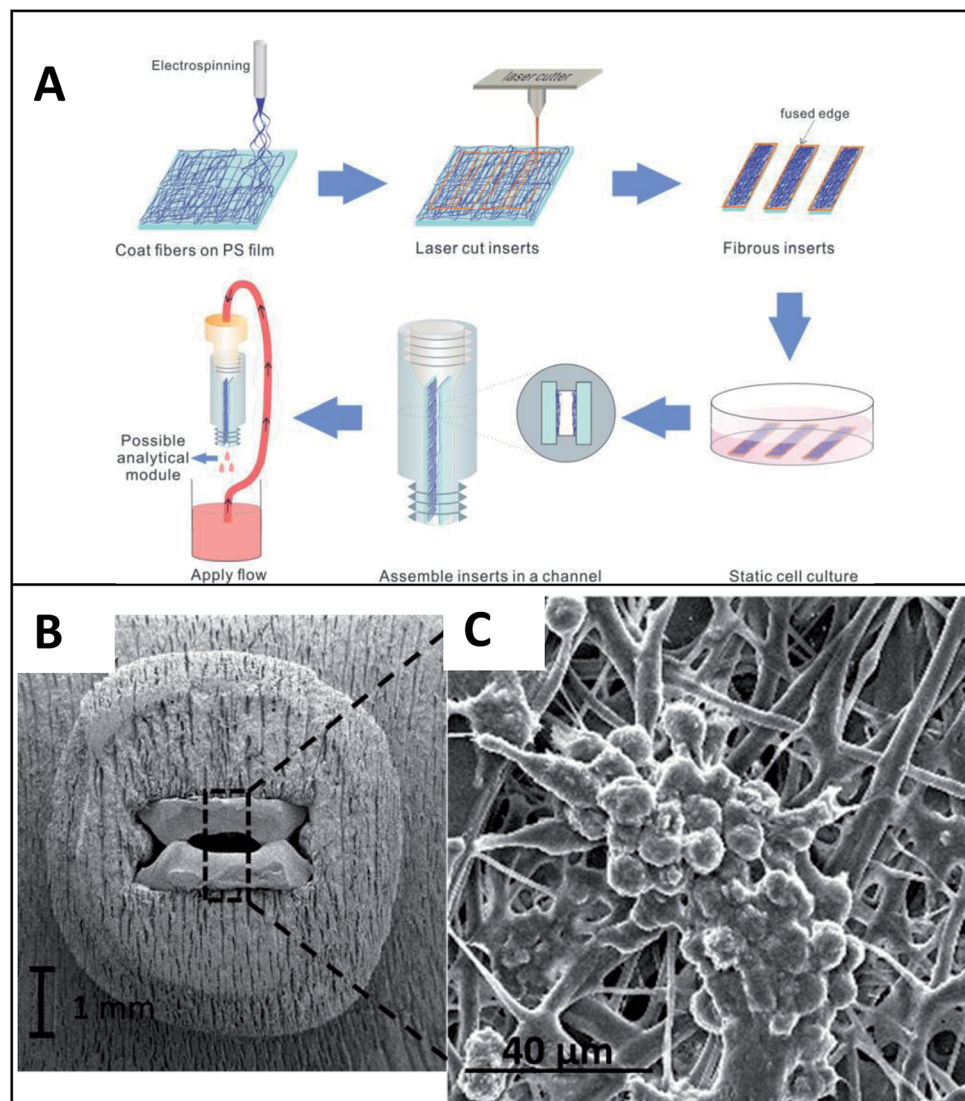 A
Electrospinning
laser cutter
fused edge
Coat fibers on PS film
Laser cut inserts
Fibrous inserts
Possible
analytical
module
Apply flow
Assemble inserts in a channel
Static cell culture
B
1 mm
C
40 µm